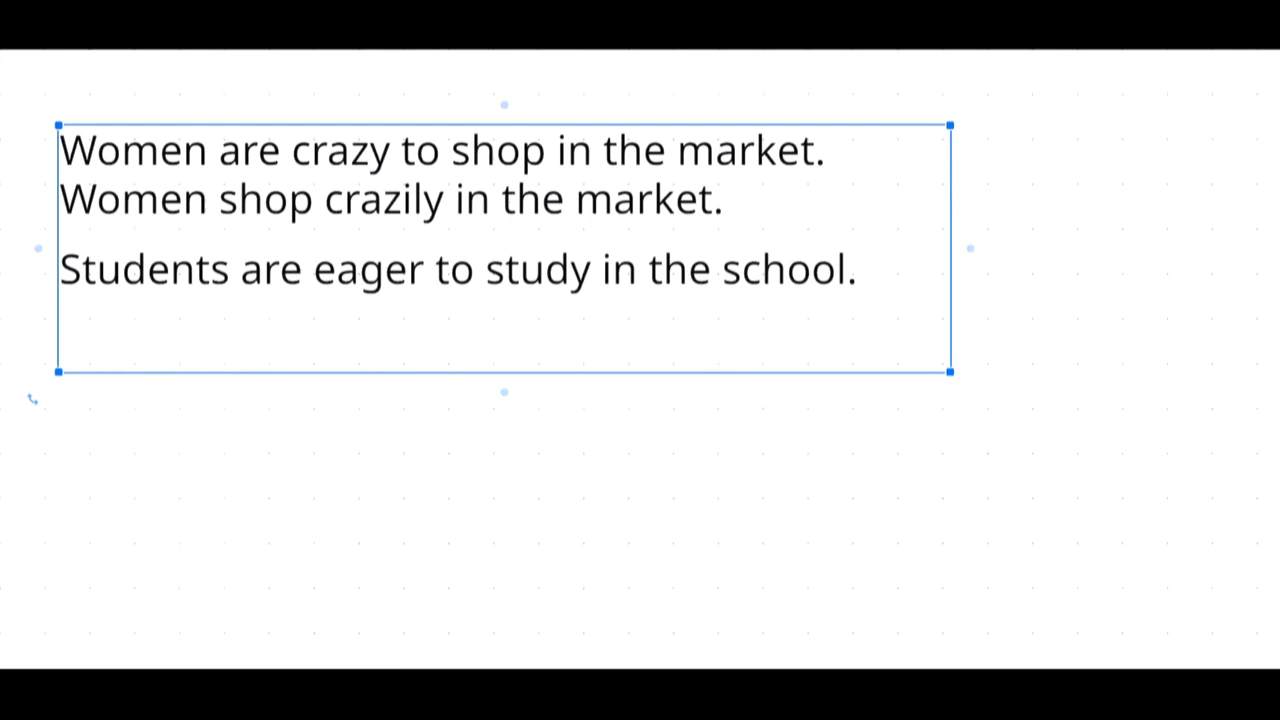 Women are crazy to shop in the market.
Women shop crazily in the market.
Students are eager to study in the school.